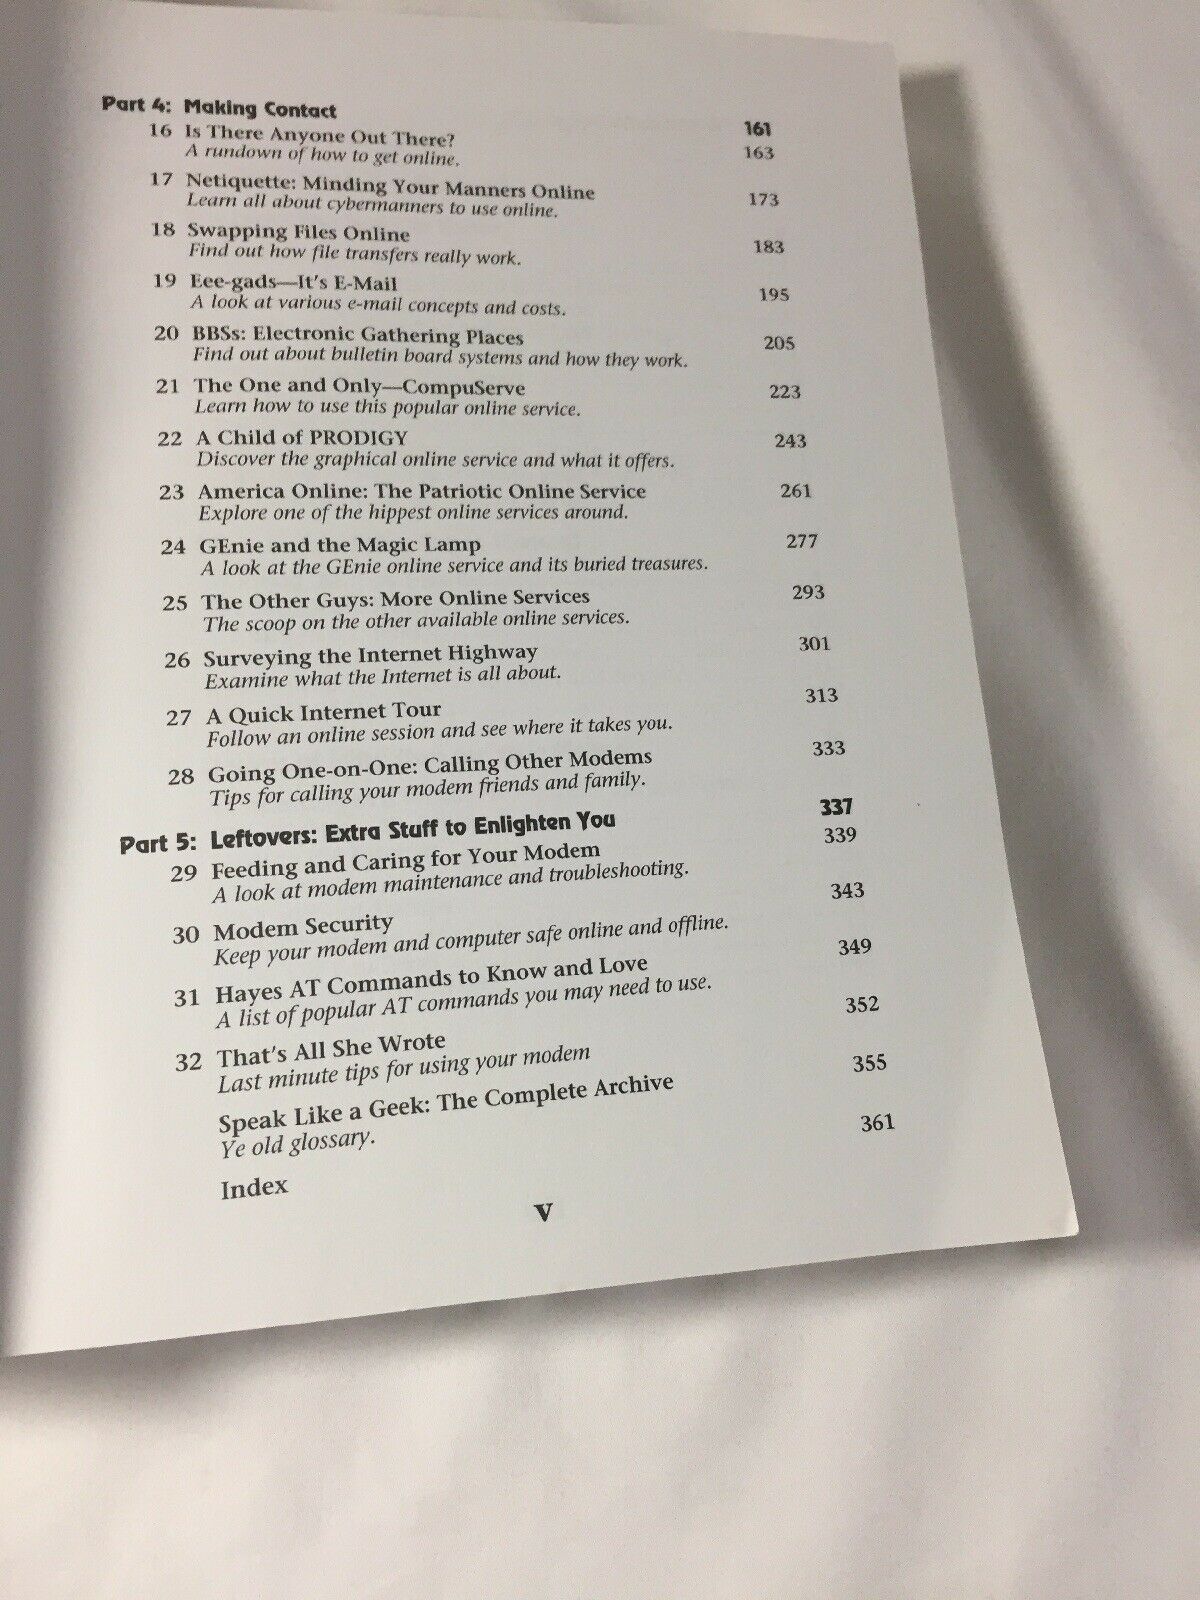 Part 4: Making Contact 161
16 Is There Anyone Out There? 163
A rundown of how to get online.
17 Netiquette: Minding Your Manners Online 173
Learn all about cybermanners to use online.
18 Swapping Files Online 183
Find out how file transfers really work.
19 Eee-gads—It's E-Mail 195
A look at various e-mail concepts and costs.
20 BBSs: Electronic Gathering Places 205
Find out about bulletin board systems and how they work.
21 The One and Only—CompuServe 223
Learn how to use this popular online service.
22 A Child of PRODIGY 243
Discover the graphical online service and what it offers.
23 America Online: The Patriotic Online Service 261
Explore one of the hippest online services around.
24 GEnie and the Magic Lamp 277
A look at the GEnie online service and its buried treasures.
25 The Other Guys: More Online Services 293
The scoop on the other available online services.
26 Surveying the Internet Highway 301
Examine what the Internet is all about.
27 A Quick Internet Tour 313
Follow an online session and see where it takes you.
28 Going One-on-One: Calling Other Modems 333
Tips for calling your modem friends and family.
Part 5: Leftovers: Extra Stuff to Enlighten You 337
29 Feeding and Caring for Your Modem 339
A look at modem maintenance and troubleshooting.
30 Modem Security 343
Keep your modem and computer safe online and offline.
31 Hayes AT Commands to Know and Love 349
A list of popular AT commands you may need to use.
32 That's All She Wrote 352
Last minute tips for using your modem
Speak Like a Geek: The Complete Archive 355
Ye old glossary.
Index 361
v